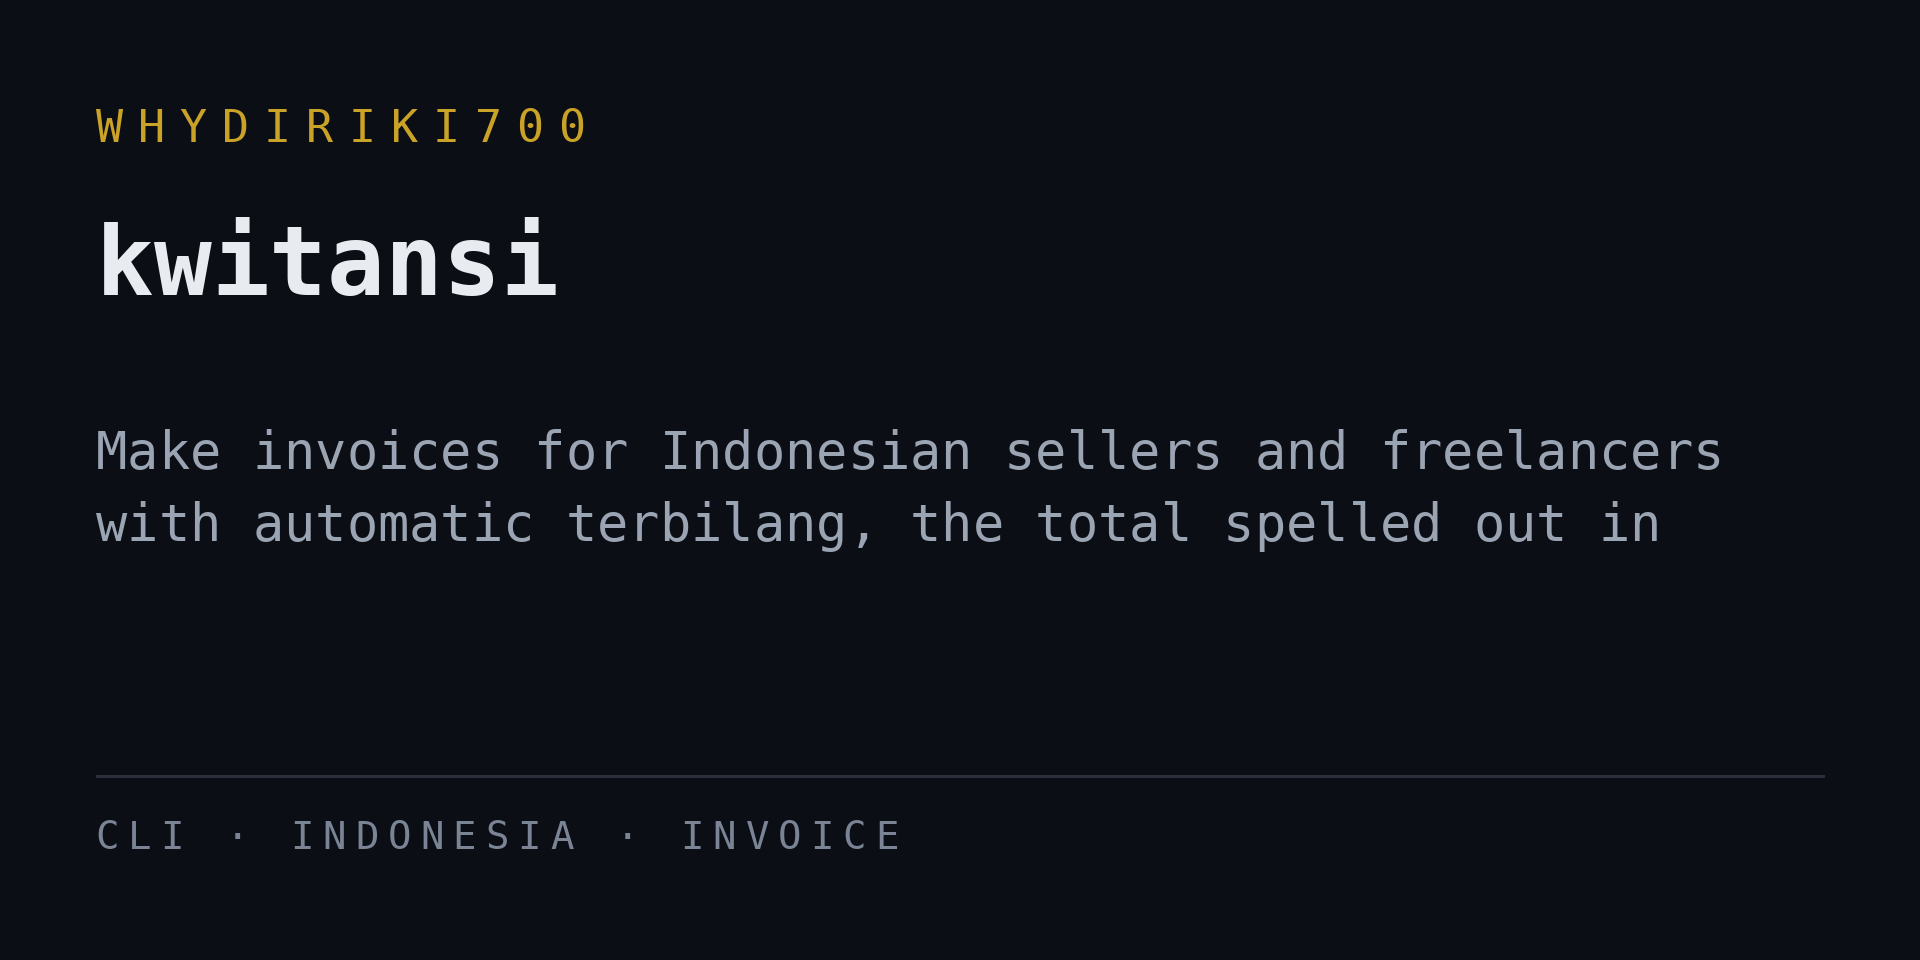 WHYDIRIKI700
kwitansi
Make invoices for Indonesian sellers and freelancers
with automatic terbilang, the total spelled out in
CLI · INDONESIA · INVOICE